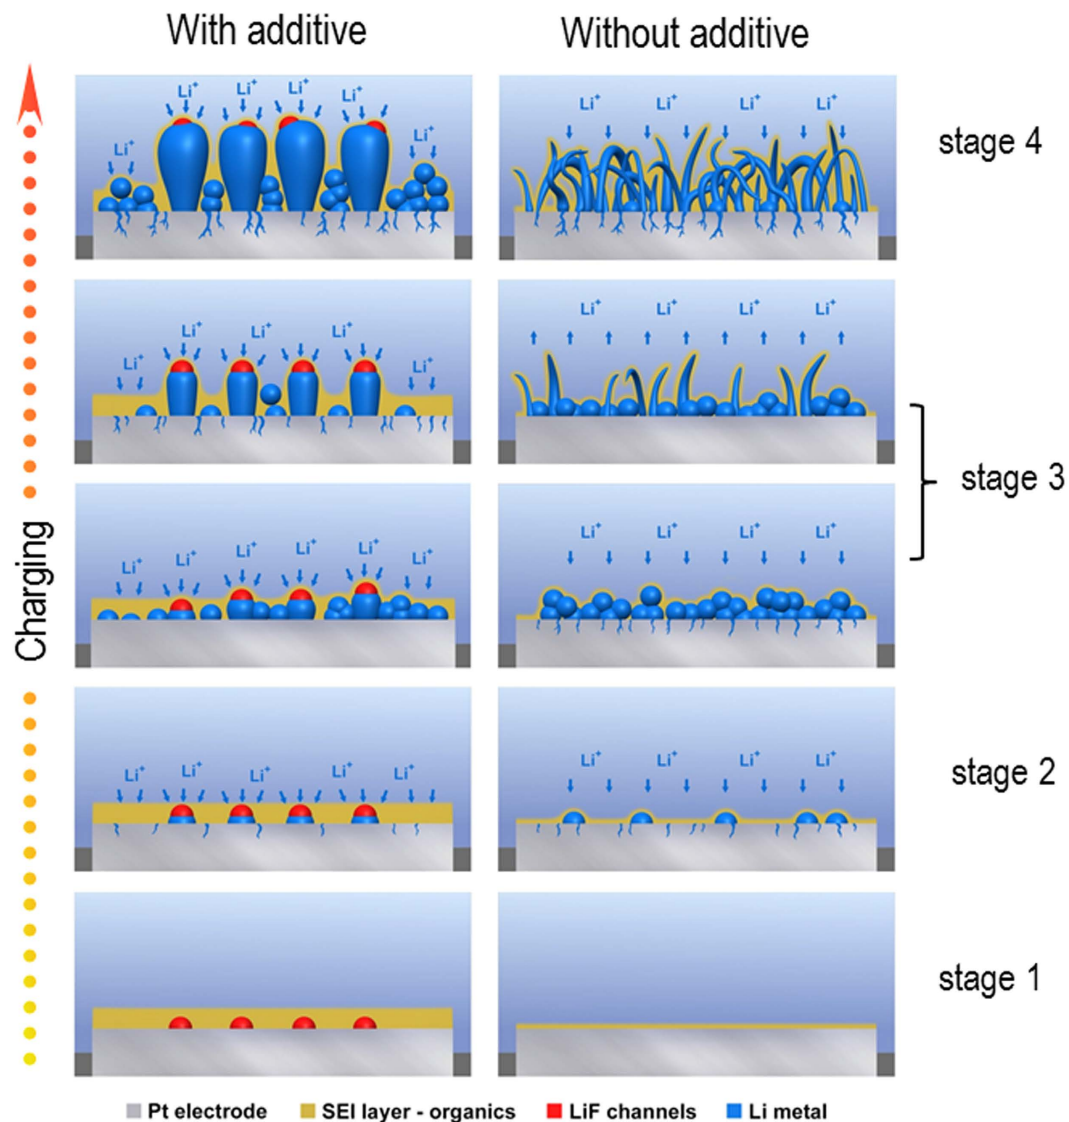 With additive
Without additive
Li+ Li+ Li+ Li+
Li+ Li+
Li+ Li+ Li+ Li+
stage 4
Li+ Li+ Li+
Li+ Li+
Li+ Li+ Li+ Li+
stage 3
Li+ Li+ Li+ Li+
Li+ Li+
Li+ Li+ Li+ Li+
Charging
Li+ Li+ Li+ Li+ Li+
Li+ Li+ Li+ Li+
stage 2
stage 1
Pt electrode SEI layer - organics LiF channels Li metal